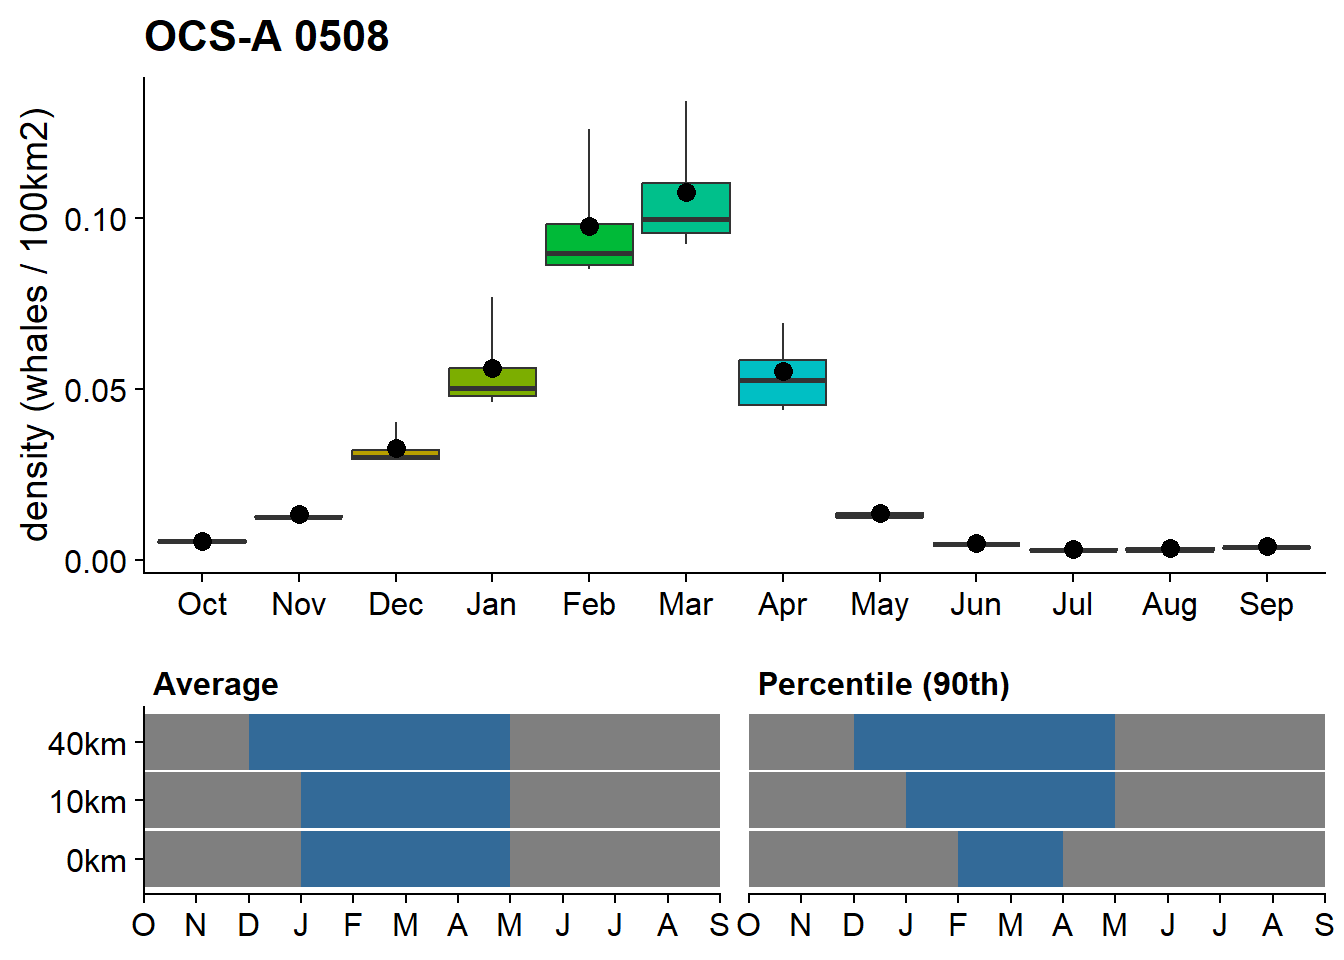 OCS-A 0508
density (whales / 100km2)
0.10
0.05
0.00
Oct Nov Dec Jan Feb Mar Apr May Jun Jul Aug Sep
Average Percentile (90th)
40km
10km
0km
O N D J F M A M J J A S O N D J F M A M J J A S